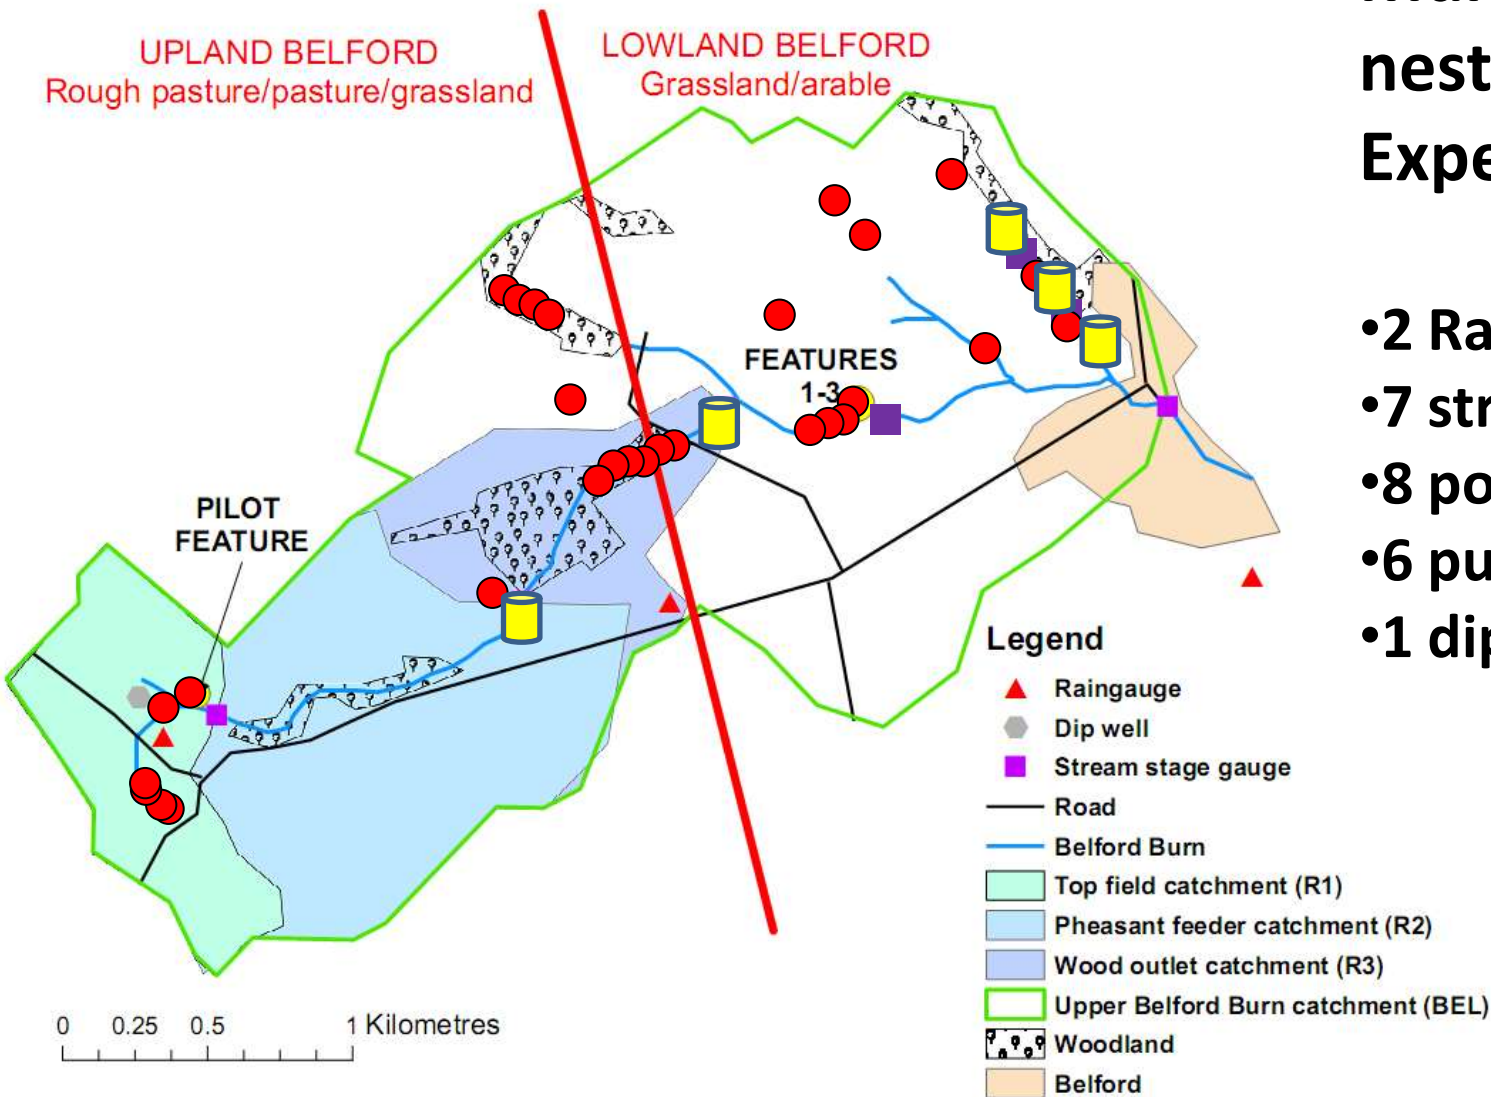 UPLAND BELFORD
Rough pasture/pasture/grassland
LOWLAND BELFORD
Grassland/arable
nest
Expe
•2 Ra
•7 str
•8 po
•6 pu
•1 dip
FEATURES
1-3
PILOT
FEATURE
Legend
Raingauge
Dip well
Stream stage gauge
Road
Belford Burn
Top field catchment (R1)
Pheasant feeder catchment (R2)
Wood outlet catchment (R3)
Upper Belford Burn catchment (BEL)
Woodland
Belford
0 0.25 0.5 1 Kilometres